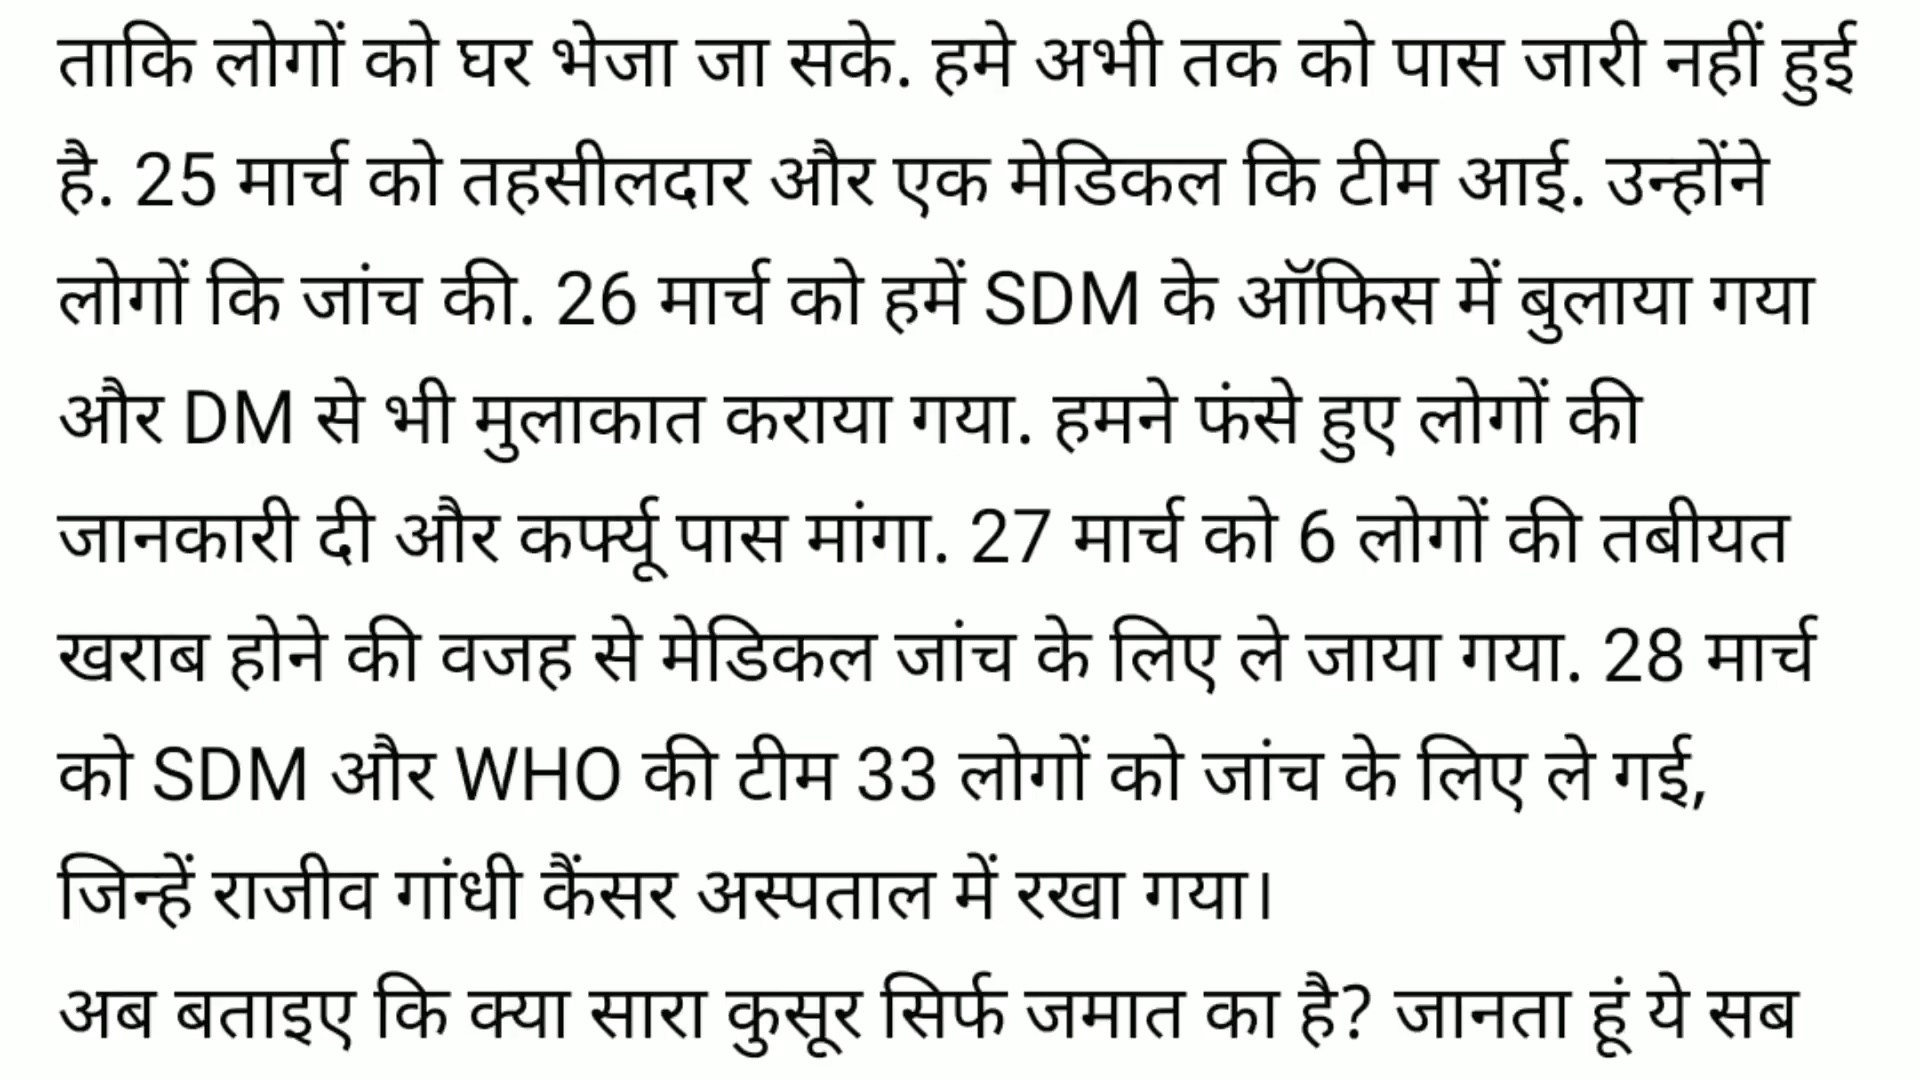 ताकि लोगों को घर भेजा जा सके. हमे अभी तक को पास जारी नहीं हुई
है. 25 मार्च को तहसीलदार और एक मेडिकल कि टीम आई. उन्होंने
लोगों कि जांच की. 26 मार्च को हमें SDM के ऑफिस में बुलाया गया
और DM से भी मुलाकात कराया गया. हमने फंसे हुए लोगों की
जानकारी दी और कर्फ्यू पास मांगा. 27 मार्च को 6 लोगों की तबीयत
खराब होने की वजह से मेडिकल जांच के लिए ले जाया गया. 28 मार्च
को SDM और WHO की टीम 33 लोगों को जांच के लिए ले गई,
जिन्हें राजीव गांधी कैंसर अस्पताल में रखा गया।
अब बताइए कि क्या सारा कुसूर सिर्फ जमात का है? जानता हूं ये सब